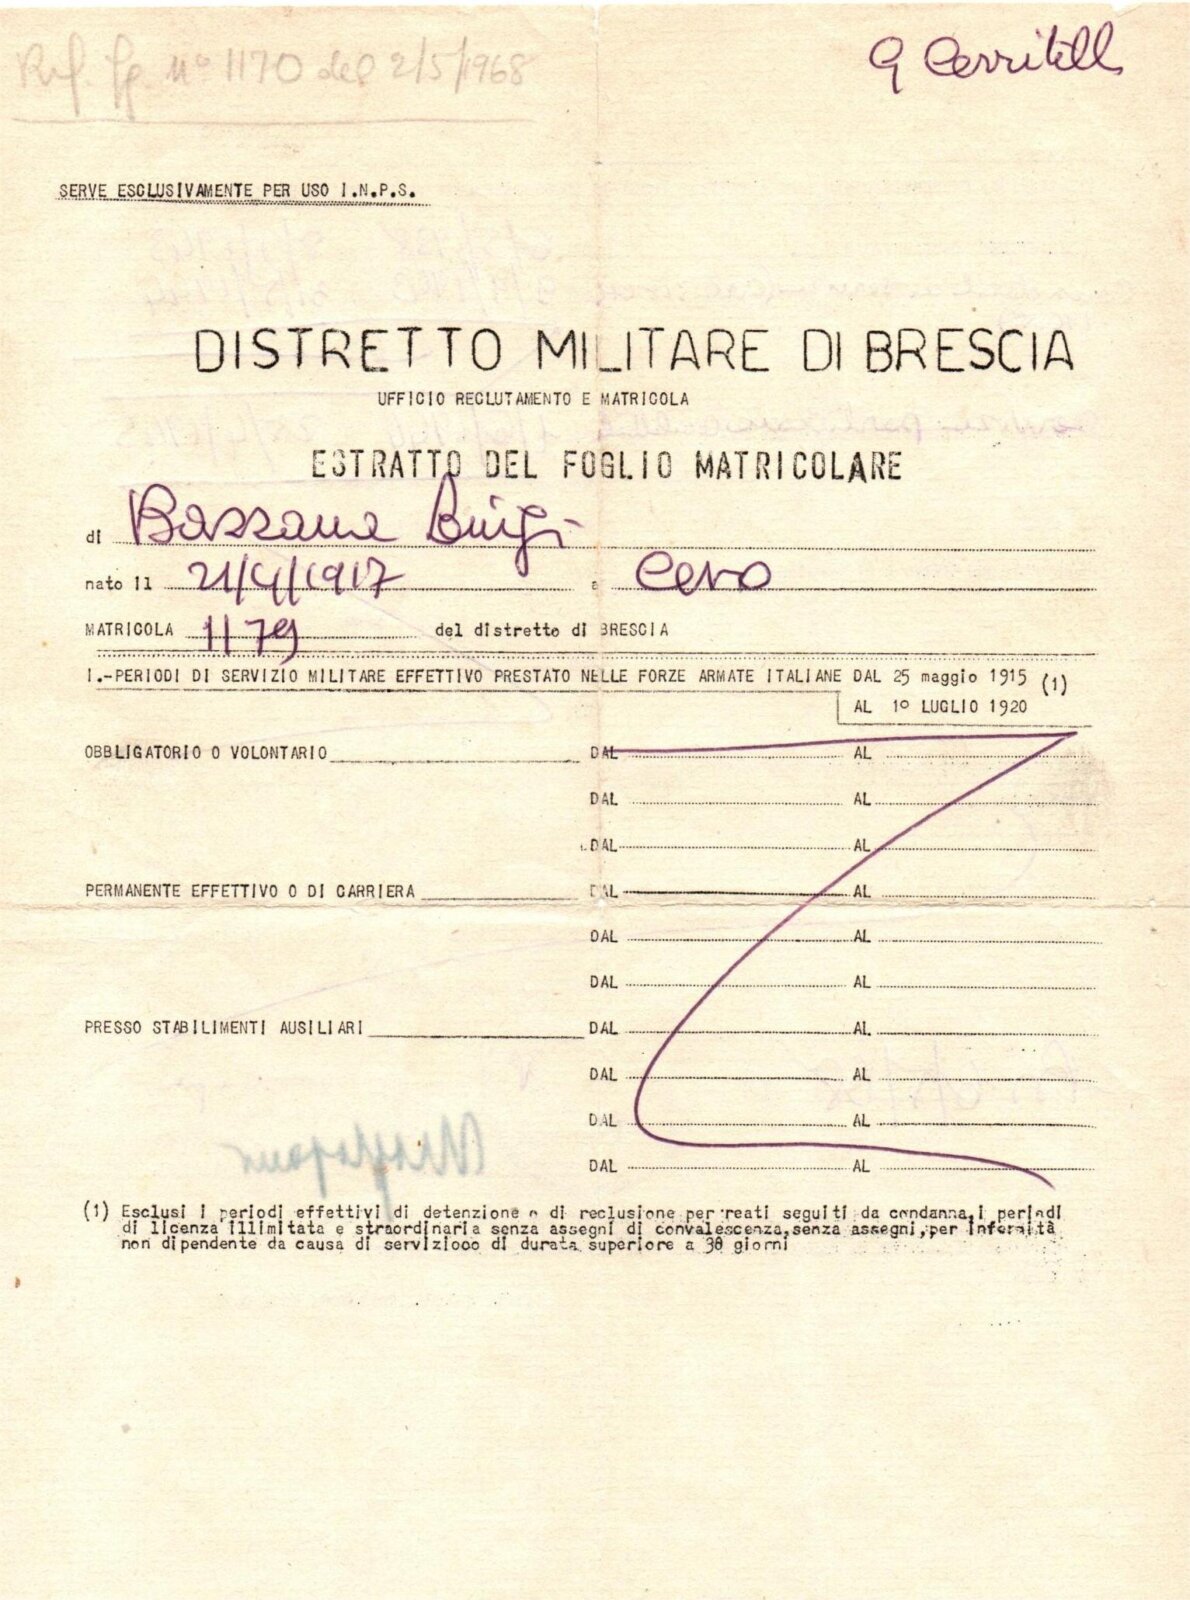 Rif. fg. n° 1170 del 2/5/1968
G Cerritelli
SERVE ESCLUSIVAMENTE PER USO I.N.P.S.
DISTRETTO MILITARE DI BRESCIA
UFFICIO RECLUTAMENTO E MATRICOLA
ESTRATTO DEL FOGLIO MATRICOLARE
di Bazzana Luigi
nato il 21/4/1917 a Cevo
MATRICOLA 1179 del distretto di BRESCIA
I.-PERIODI DI SERVIZIO MILITARE EFFETTIVO PRESTATO NELLE FORZE ARMATE ITALIANE DAL 25 maggio 1915 (1)
AL 1º LUGLIO 1920
OBBLIGATORIO O VOLONTARIO DAL AL
DAL AL
DAL AL
PERMANENTE EFFETTIVO O DI CARRIERA DAL AL
DAL AL
DAL AL
PRESSO STABILIMENTI AUSILIARI DAL AL
DAL AL
DAL AL
DAL AL
(1) Esclusi i periodi effettivi di detenzione o di reclusione per reati seguiti da condanna, i periodi
di licenza illimitata e straordinaria senza assegni di convalescenza, senza assegni, per infermità
non dipendente da causa di servizioco di durata superiore a 30 giorni